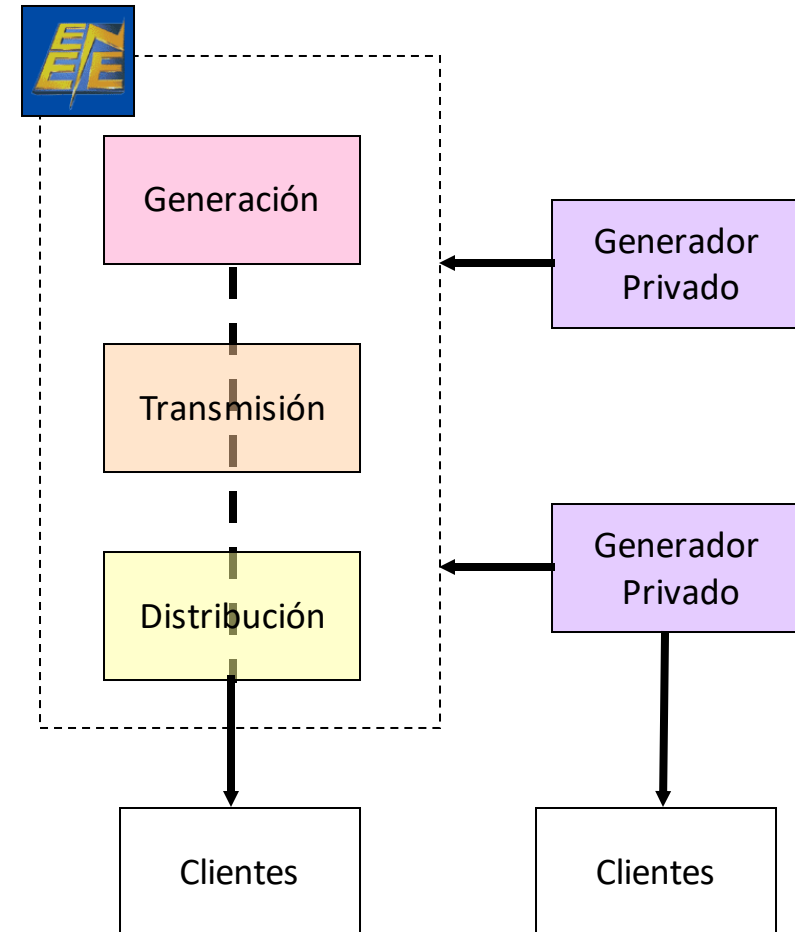 ENEE
Generación
Generador
Privado
Transmisión
Generador
Privado
Distribución
Clientes
Clientes